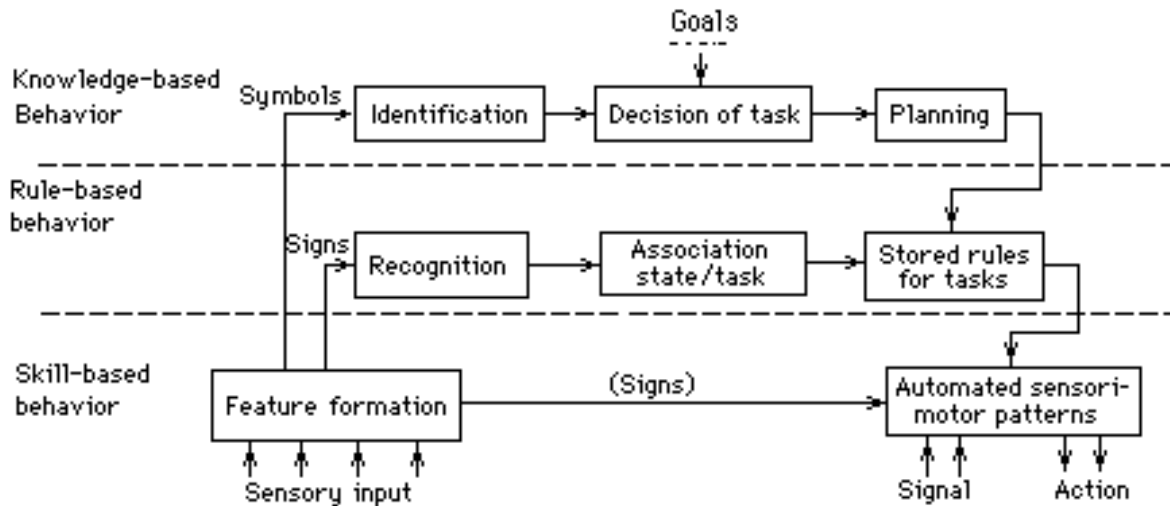 Goals
Knowledge-based
Behavior
Symbols
Identification
Decision of task
Planning
Rule-based
behavior
Signs
Recognition
Association
state/task
Stored rules
for tasks
Skill-based
behavior
Feature formation
(Signs)
Automated sensori-
motor patterns
Sensory input
Signal
Action